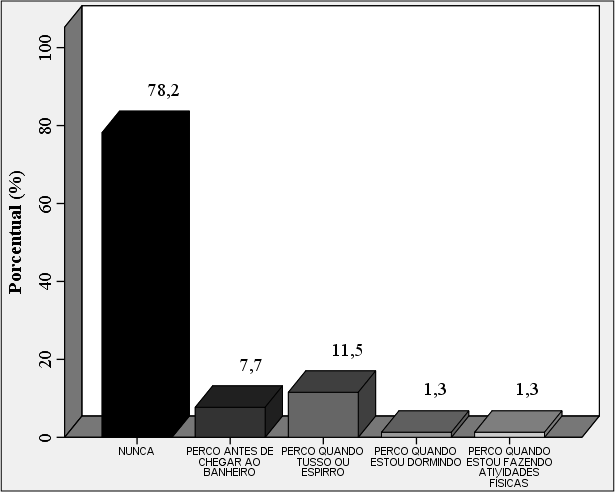 Porcentual (%)
100
80
60
40
20
0
78,2
7,7
11,5
1,3
1,3
NUNCA
PERCO ANTES DE
CHEGAR AO
BANHEIRO
PERCO QUANDO
TUSSO OU
ESPIRRO
PERCO QUANDO
ESTOU DORMINDO
PERCO QUANDO
ESTOU FAZENDO
ATIVIDADES
FÍSICAS